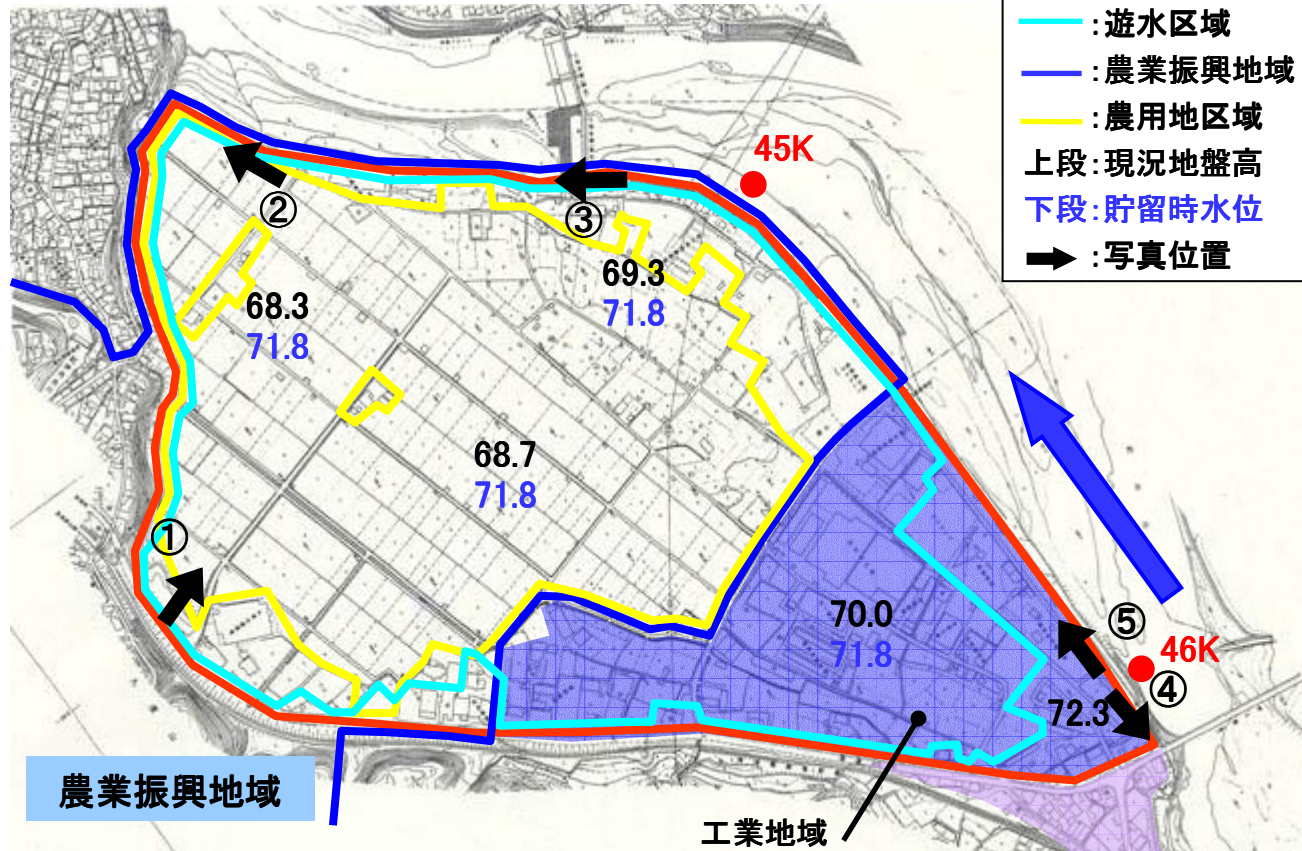 :遊水区域
:農業振興地域
:農用地区域
上段:現況地盤高
下段:貯留時水位
:写真位置
45K
②
③
69.3
71.8
68.3
71.8
68.7
71.8
①
70.0
71.8
⑤
46K
④
72.3
農業振興地域
工業地域